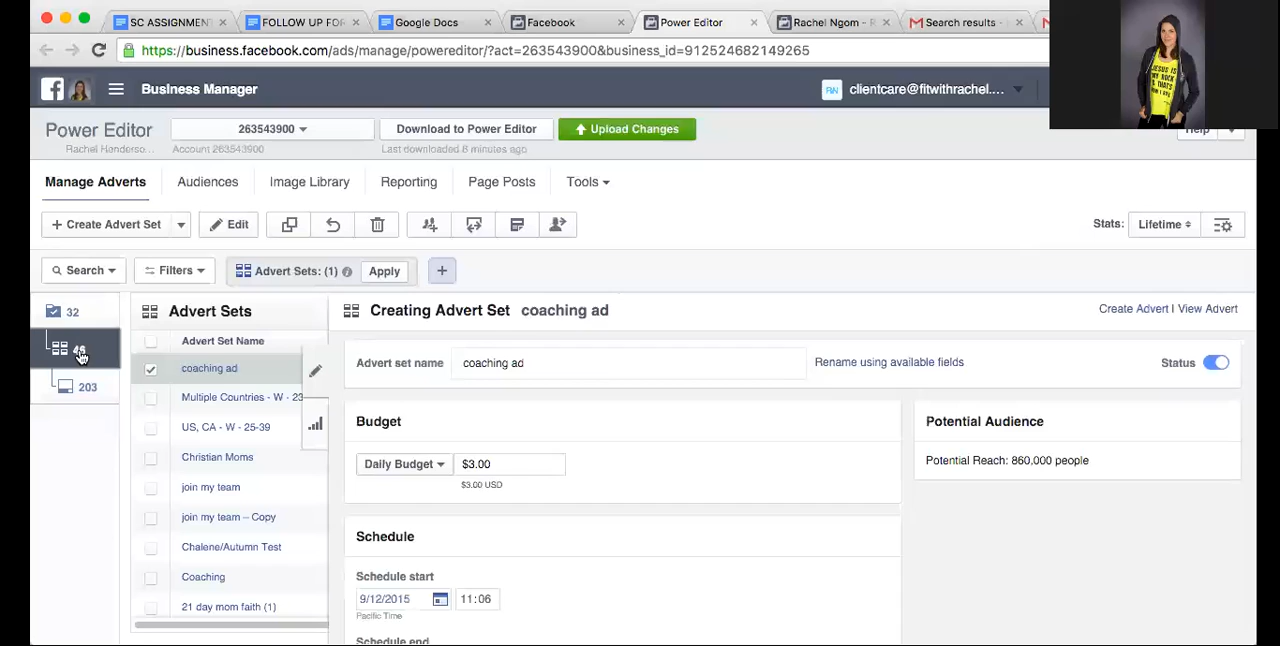 SC ASSIGNMENT
FOLLOW UP FOR
Google Docs
Facebook
Power Editor
Rachel Ngom - R
Search results -
https://business.facebook.com/ads/manage/powereditor/?act=263543900&business_id=912524682149265
Business Manager
clientcare@fitwithrachel....
JESUS IS
MY ROCK
Power Editor
263543900
Download to Power Editor
Upload Changes
Help
Rachel Henderso...
Account 263543900
Last downloaded 8 minutes ago.
Manage Adverts
Audiences
Image Library
Reporting
Page Posts
Tools
+ Create Advert Set
Edit
Stats:
Lifetime
Search
Filters
Advert Sets: (1)
Apply
+
32
203
Advert Sets
Advert Set Name
coaching ad
Multiple Countries - W - 23
US, CA - W - 25-39
Christian Moms
join my team
join my team – Copy
Chalene/Autumn Test
Coaching
21 day mom faith (1)
Creating Advert Set coaching ad
Create Advert | View Advert
Advert set name
coaching ad
Rename using available fields
Status
Budget
Daily Budget
$3.00
$3.00 USD
Potential Audience
Potential Reach: 860,000 people
Schedule
Schedule start
9/12/2015
11:06
Pacific Time
Schedule end